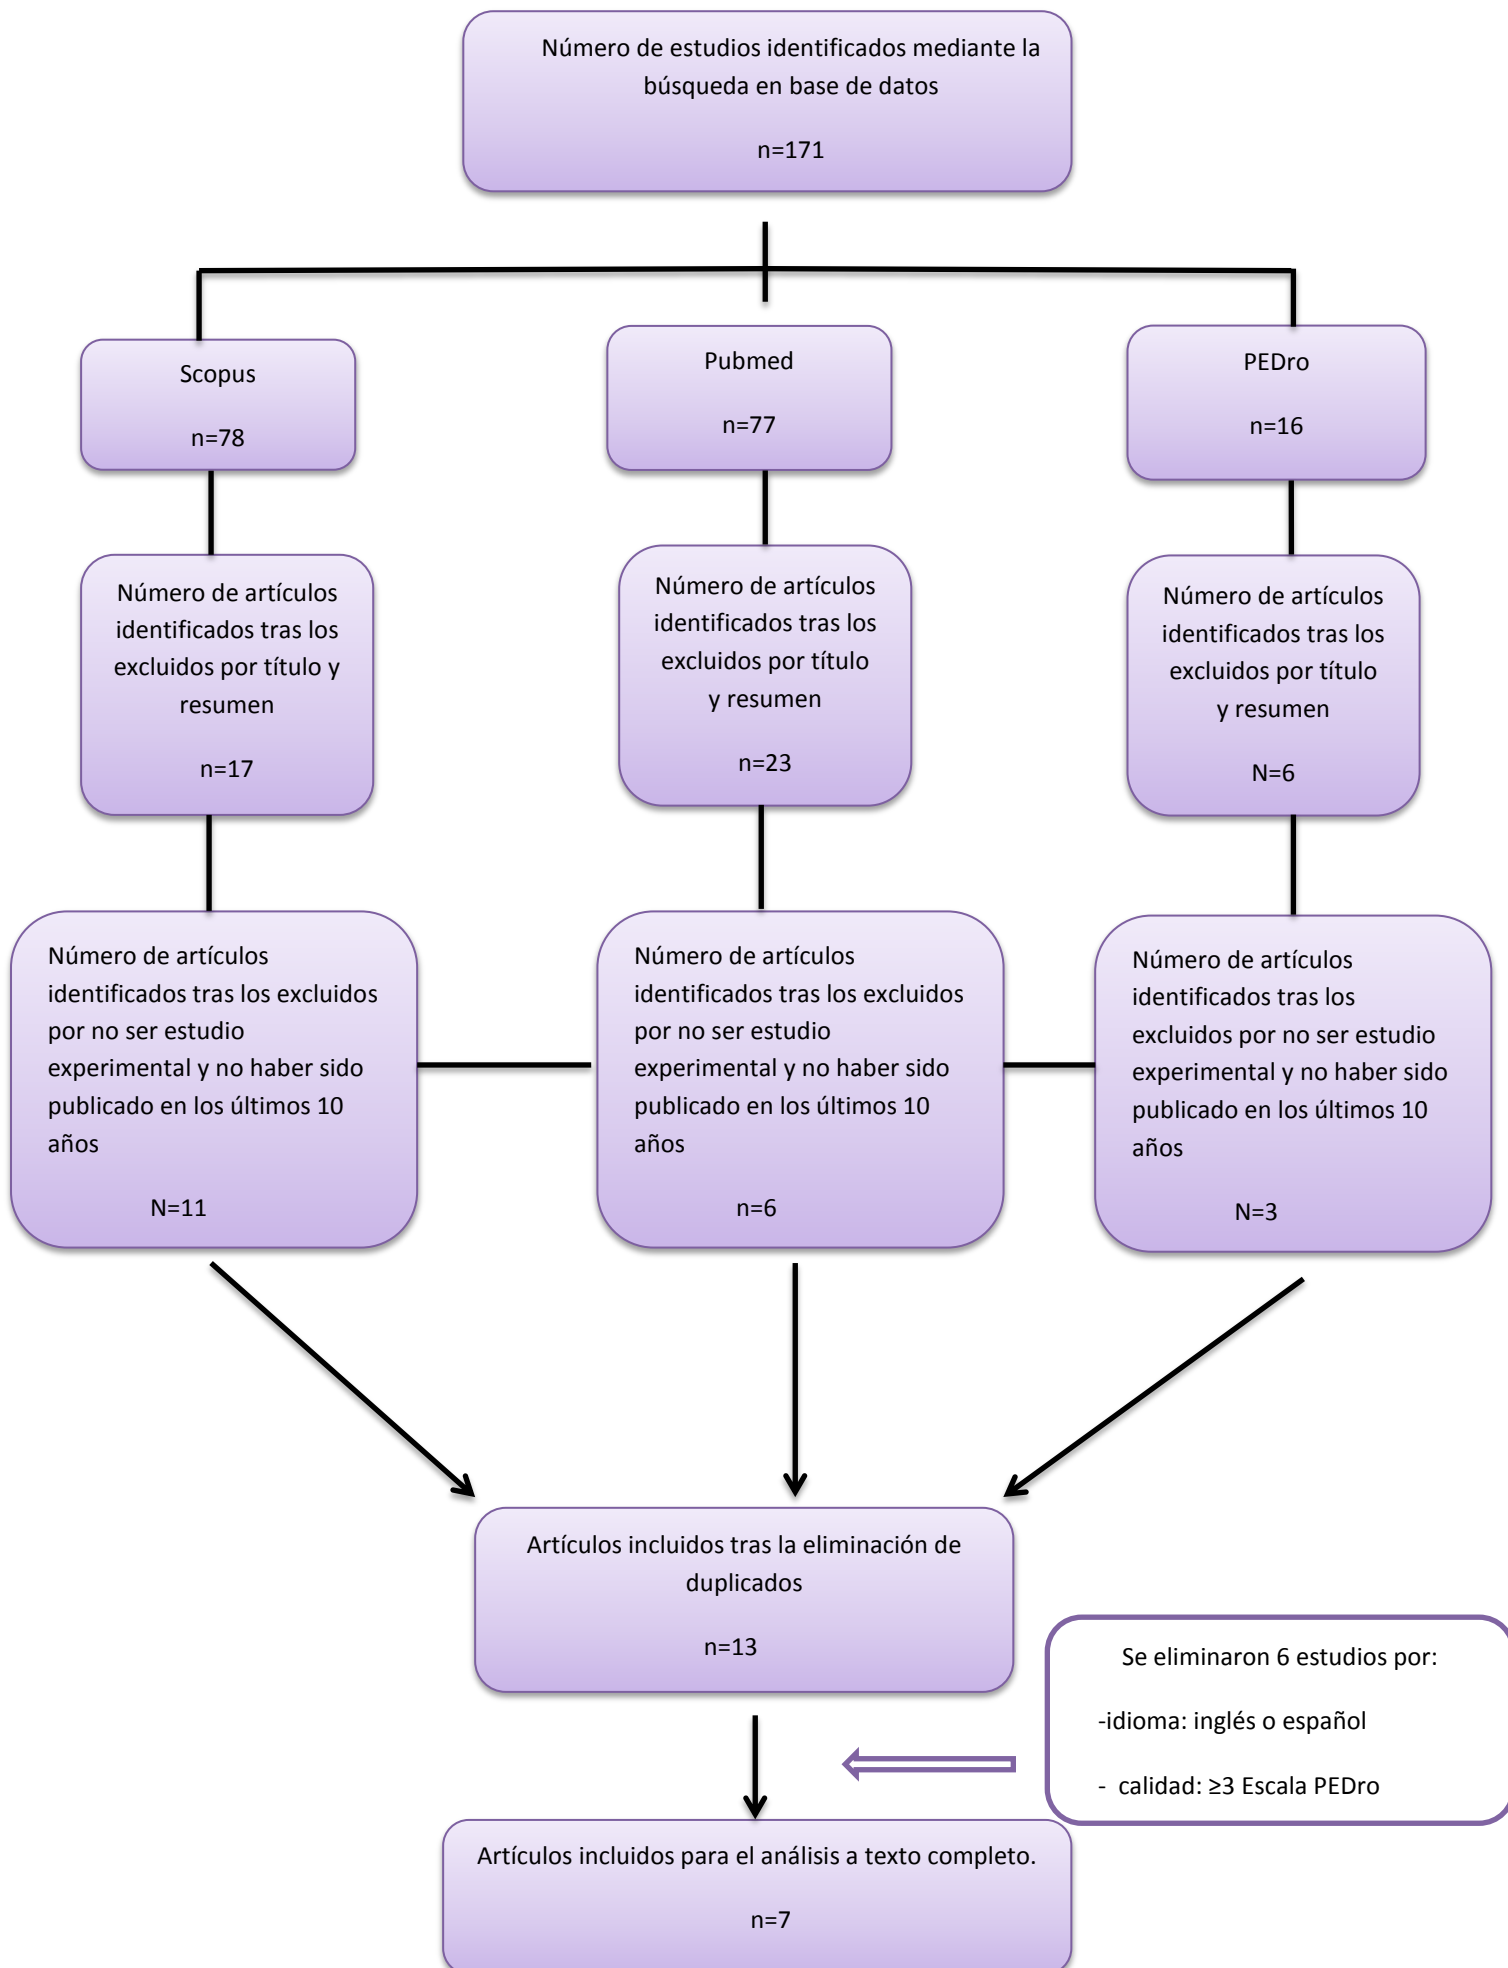 Número de estudios identificados mediante la
búsqueda en base de datos
n=171
Scopus
n=78
Pubmed
n=77
PEDro
n=16
Número de artículos
identificados tras los
excluidos por título y
resumen
n=17
Número de artículos
identificados tras los
excluidos por título
y resumen
n=23
Número de artículos
identificados tras los
excluidos por título
y resumen
N=6
Número de artículos
identificados tras los excluidos
por no ser estudio
experimental y no haber sido
publicado en los últimos 10
años
N=11
Número de artículos
identificados tras los excluidos
por no ser estudio
experimental y no haber sido
publicado en los últimos 10
años
n=6
Número de artículos
identificados tras los
excluidos por no ser estudio
experimental y no haber sido
publicado en los últimos 10
años
N=3
Artículos incluidos tras la eliminación de
duplicados
n=13
Se eliminaron 6 estudios por:
-idioma: inglés o español
- calidad: ≥3 Escala PEDro
Artículos incluidos para el análisis a texto completo.
n=7